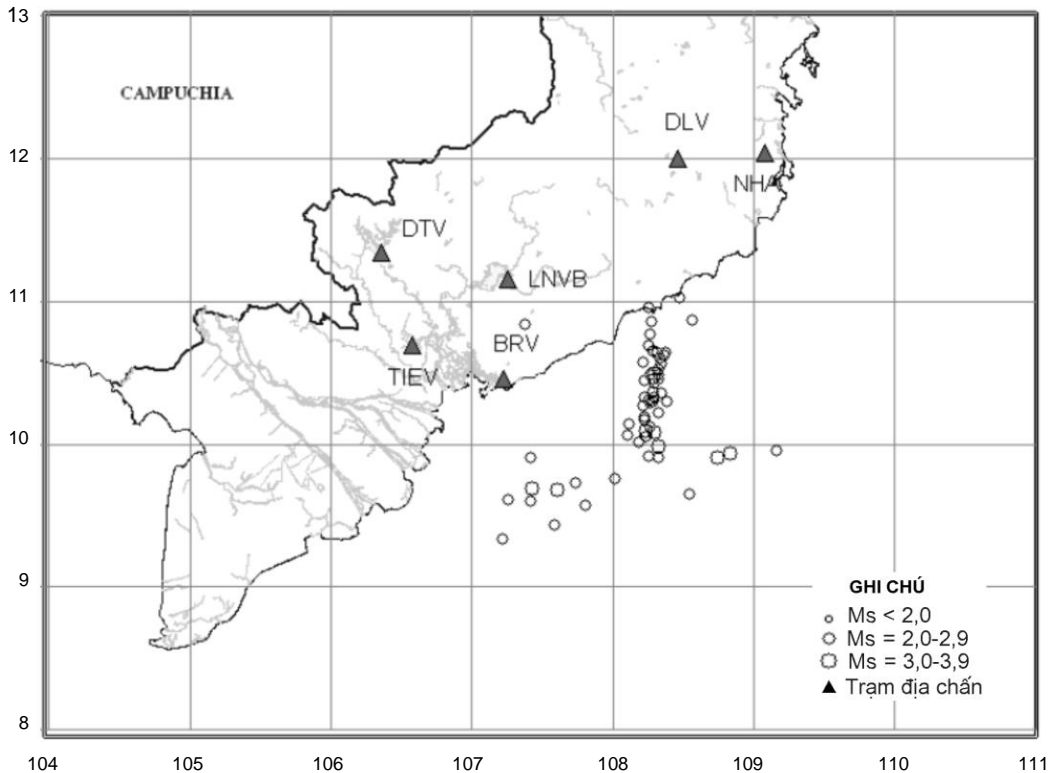 13
CAMPUCHIA
DLV
12
NHA
DTV
LNVB
11
BRV
TIEV
10
9
GHI CHÚ
Ms < 2,0
Ms = 2,0-2,9
Ms = 3,0-3,9
Trạm địa chấn
8
104 105 106 107 108 109 110 111